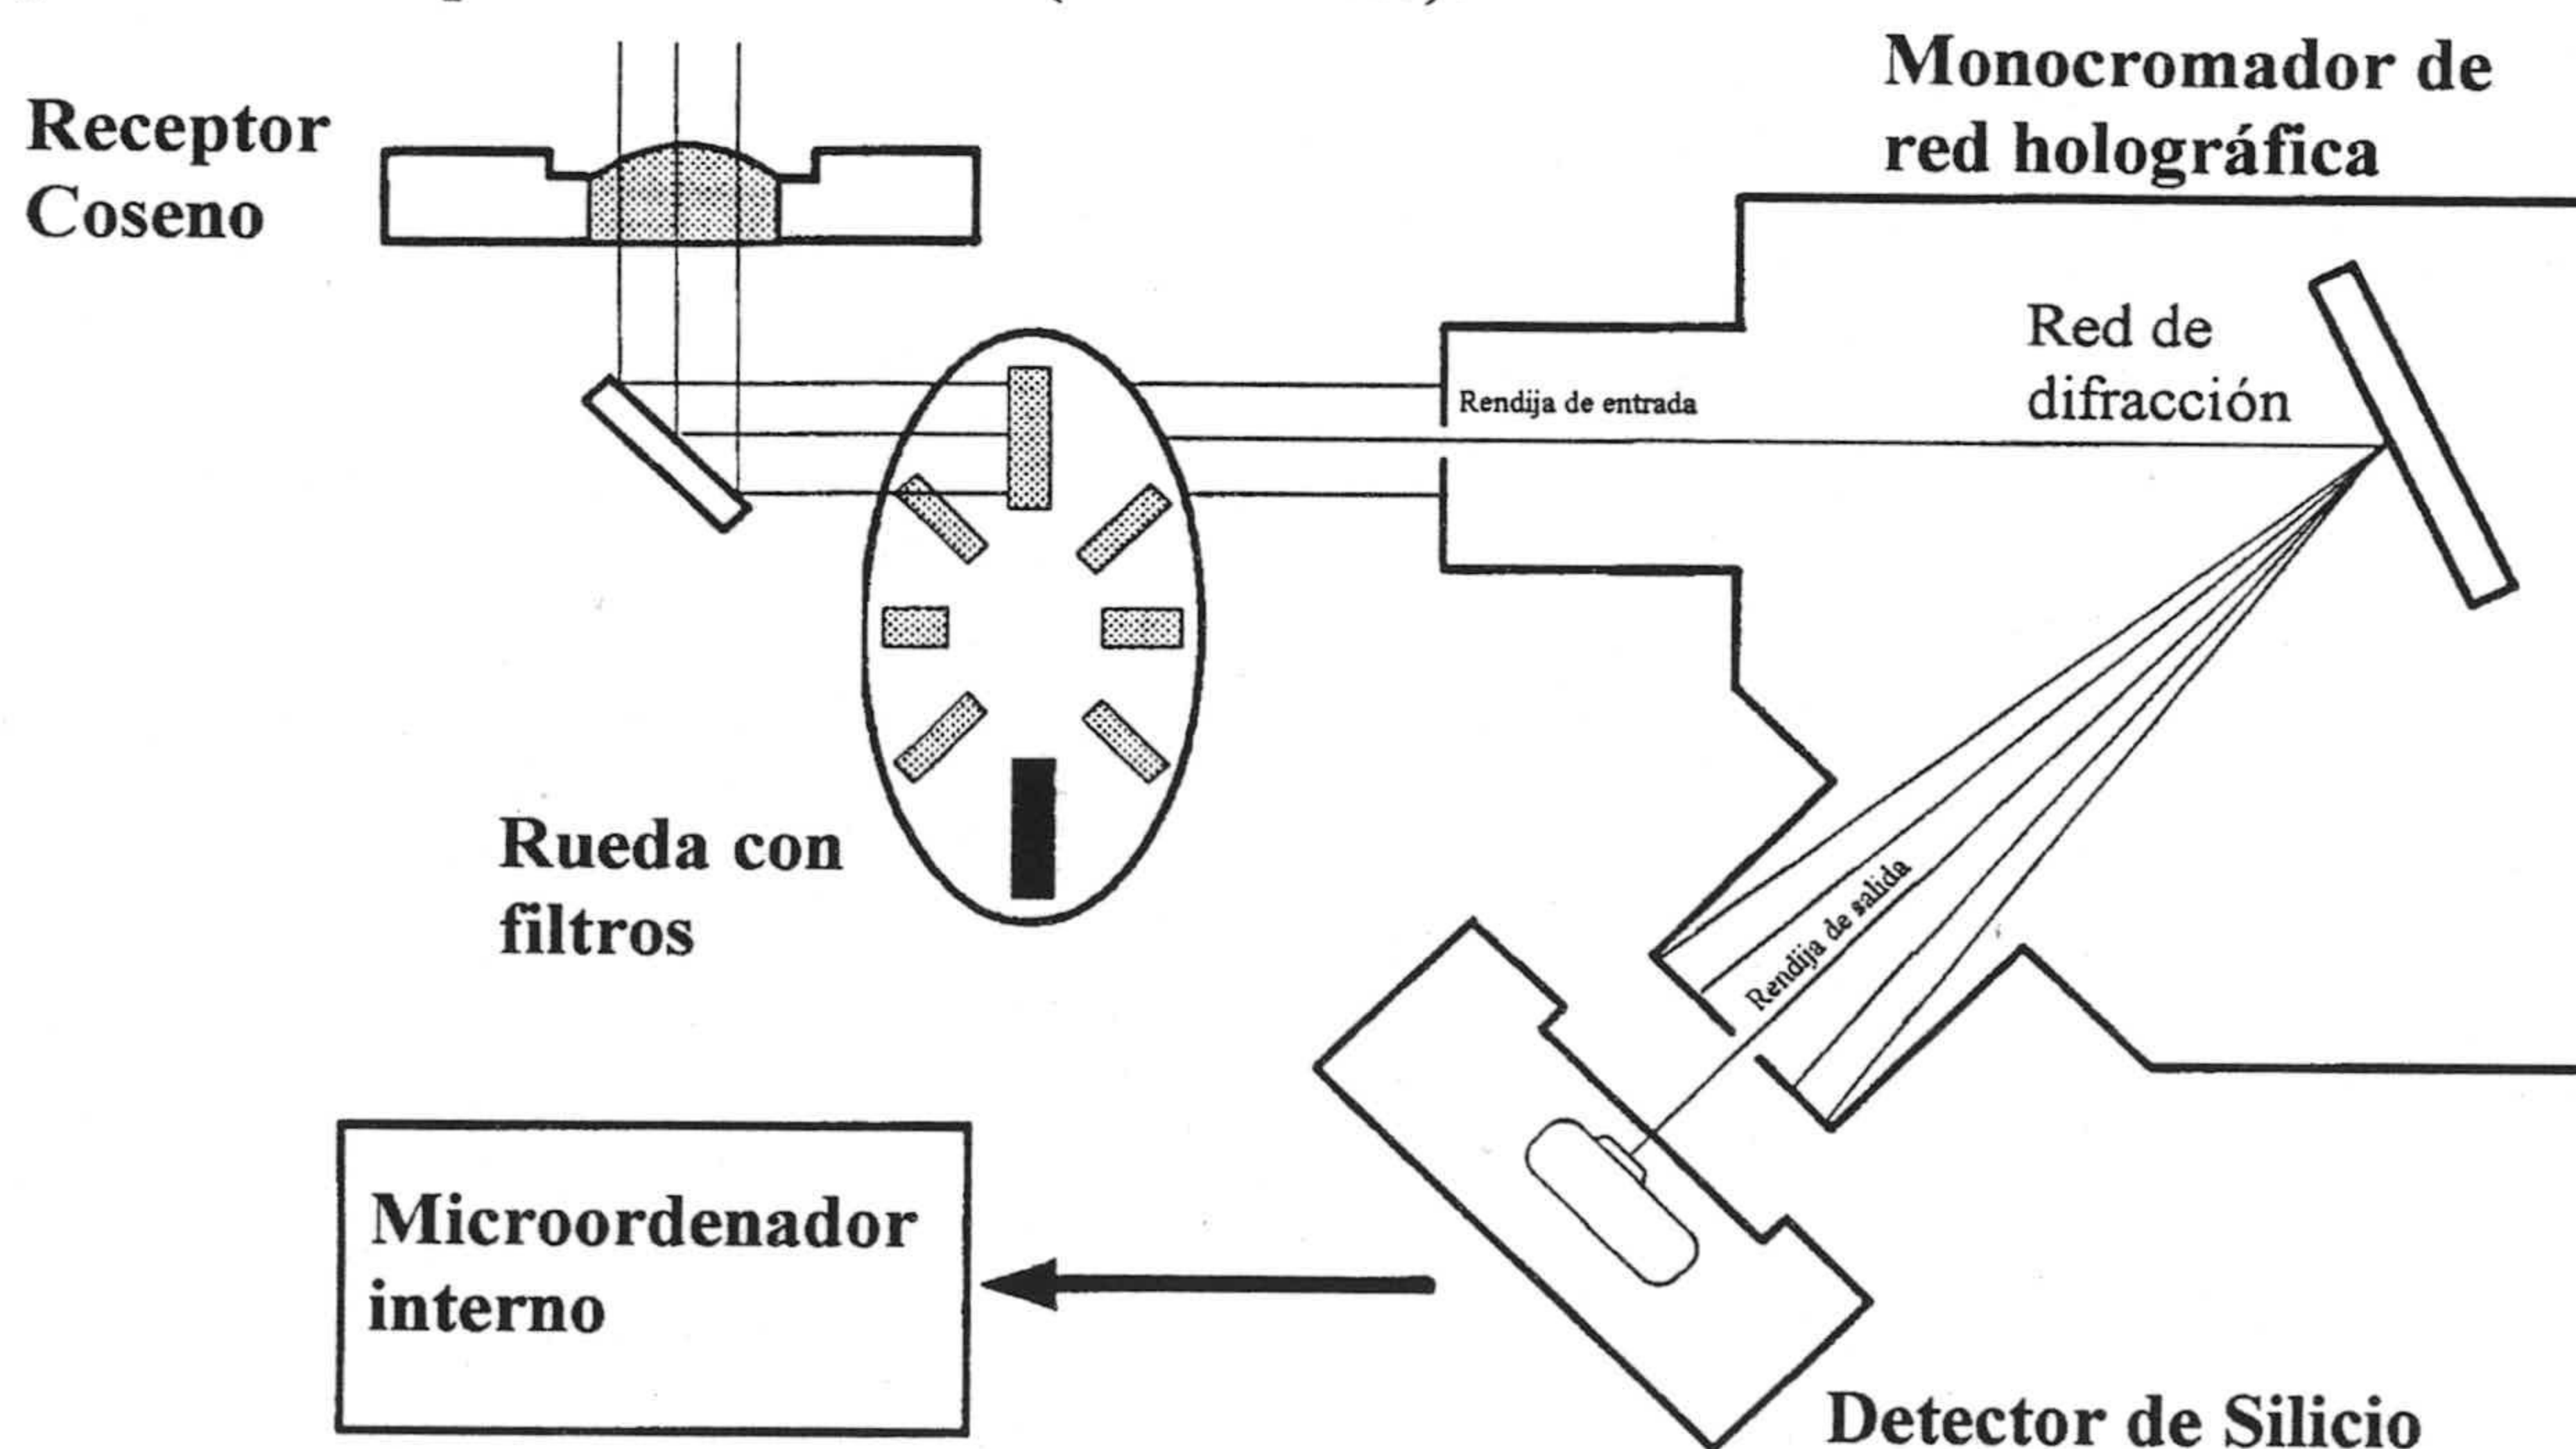 Receptor
Coseno
Monocromador de
red holográfica
Rendija de entrada
Red de
difracción
Rueda con
filtros
Rendija de salida
Microordenador
interno
Detector de Silicio